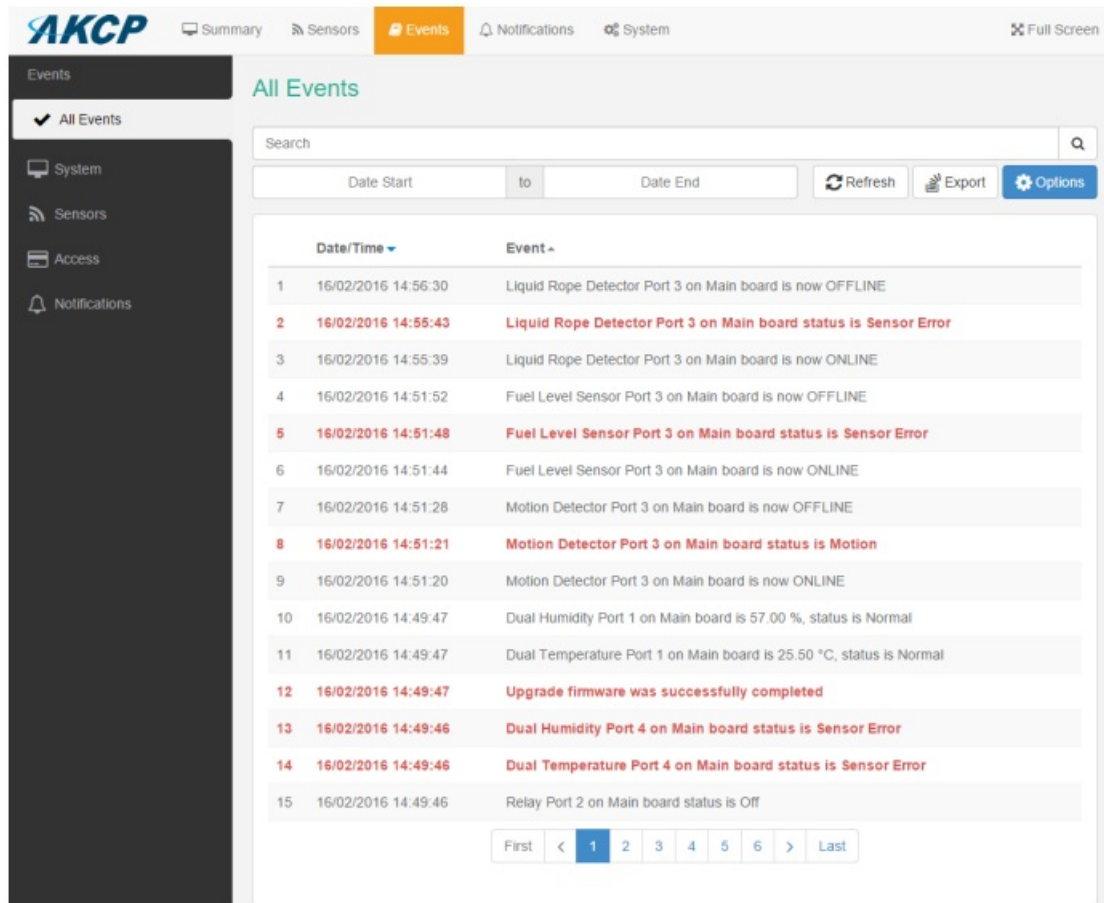 AKCP Summary Sensors Events Notifications System Full Screen
Events
All Events
System
Sensors
Access
Notifications
All Events
Search
Date Start to Date End Refresh Export Options
Date/Time Event
1 16/02/2016 14:56:30 Liquid Rope Detector Port 3 on Main board is now OFFLINE
2 16/02/2016 14:55:43 Liquid Rope Detector Port 3 on Main board status is Sensor Error
3 16/02/2016 14:55:39 Liquid Rope Detector Port 3 on Main board is now ONLINE
4 16/02/2016 14:51:52 Fuel Level Sensor Port 3 on Main board is now OFFLINE
5 16/02/2016 14:51:48 Fuel Level Sensor Port 3 on Main board status is Sensor Error
6 16/02/2016 14:51:44 Fuel Level Sensor Port 3 on Main board is now ONLINE
7 16/02/2016 14:51:28 Motion Detector Port 3 on Main board is now OFFLINE
8 16/02/2016 14:51:21 Motion Detector Port 3 on Main board status is Motion
9 16/02/2016 14:51:20 Motion Detector Port 3 on Main board is now ONLINE
10 16/02/2016 14:49:47 Dual Humidity Port 1 on Main board is 57.00 %, status is Normal
11 16/02/2016 14:49:47 Dual Temperature Port 1 on Main board is 25.50 °C, status is Normal
12 16/02/2016 14:49:47 Upgrade firmware was successfully completed
13 16/02/2016 14:49:46 Dual Humidity Port 4 on Main board status is Sensor Error
14 16/02/2016 14:49:46 Dual Temperature Port 4 on Main board status is Sensor Error
15 16/02/2016 14:49:46 Relay Port 2 on Main board status is Off
First < 1 2 3 4 5 6 > Last